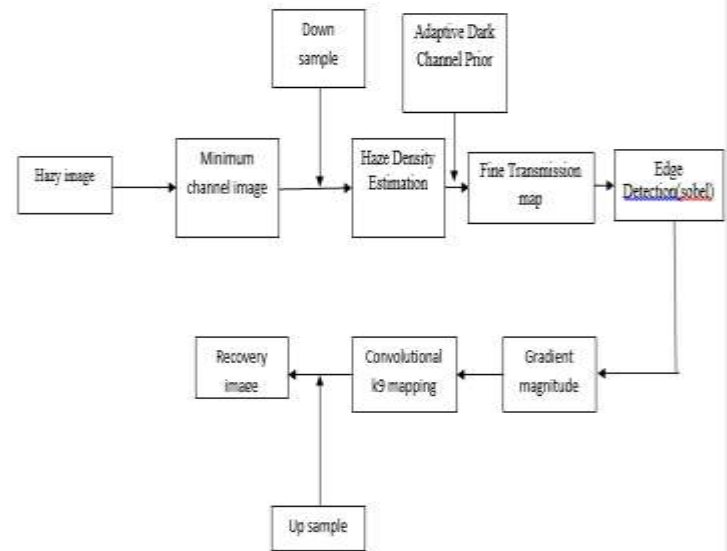 Down
sample
Adaptive Dark
Channel Prior
Hazy image
Minimum
channel image
Haze Density
Estimation
Fine Transmission
map
Edge
Detection(sobel)
Recovery
image
Convolutional
k9 mapping
Gradient
magnitude
Up sample